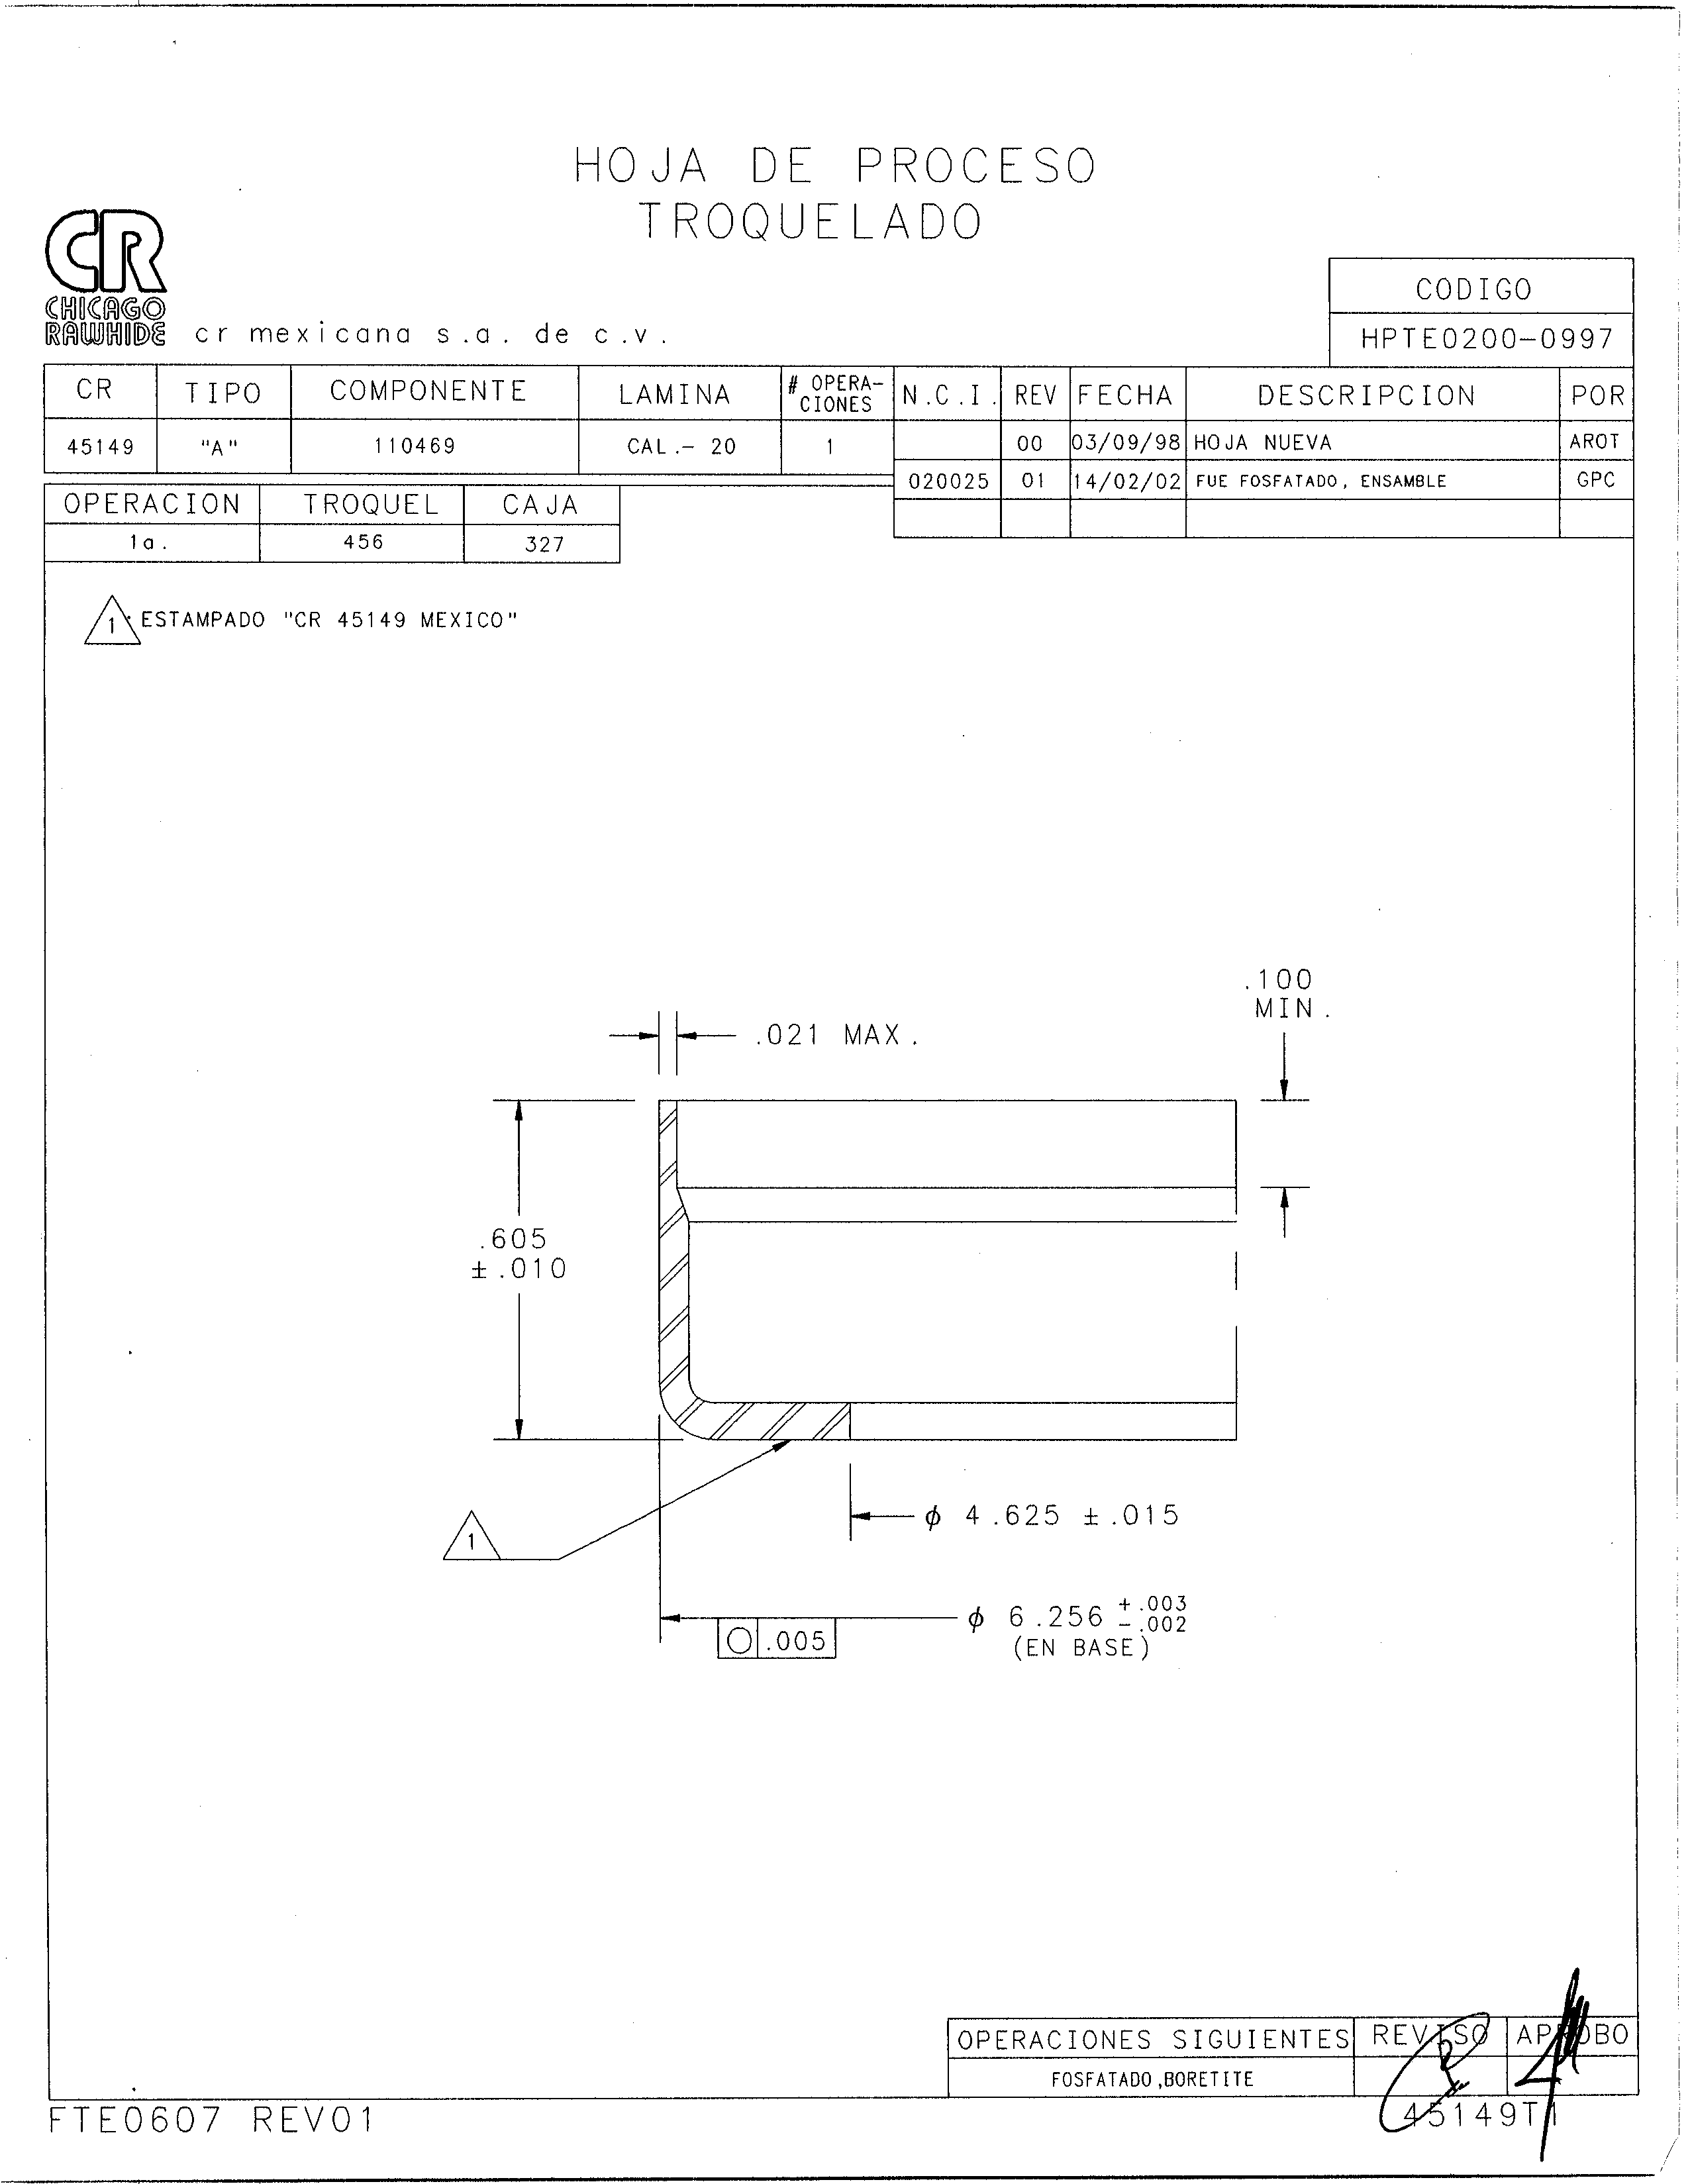 HOJA DE PROCESO
TROQUELADO
CR
CHICAGO
RAWHIDE
cr mexicana s.a. de c.v.
CODIGO
HPTE0200-0997
CR TIPO COMPONENTE LAMINA # OPERA-CIONES N.C.I. REV FECHA DESCRIPCION POR
45149 "A" 110469 CAL.- 20 1 00 03/09/98 HOJA NUEVA AROT
020025 01 14/02/02 FUE FOSFATADO, ENSAMBLE GPC
OPERACION TROQUEL CAJA
1a. 456 327
1 ESTAMPADO "CR 45149 MEXICO"
.100
MIN.
.021 MAX.
.605
±.010
ϕ 4.625 ±.015
1
ϕ 6.256 +.003
-.002
(EN BASE)
.005
OPERACIONES SIGUIENTES REVISO APROBO
FOSFATADO,BORETITE
FTE0607 REV01
45149T1